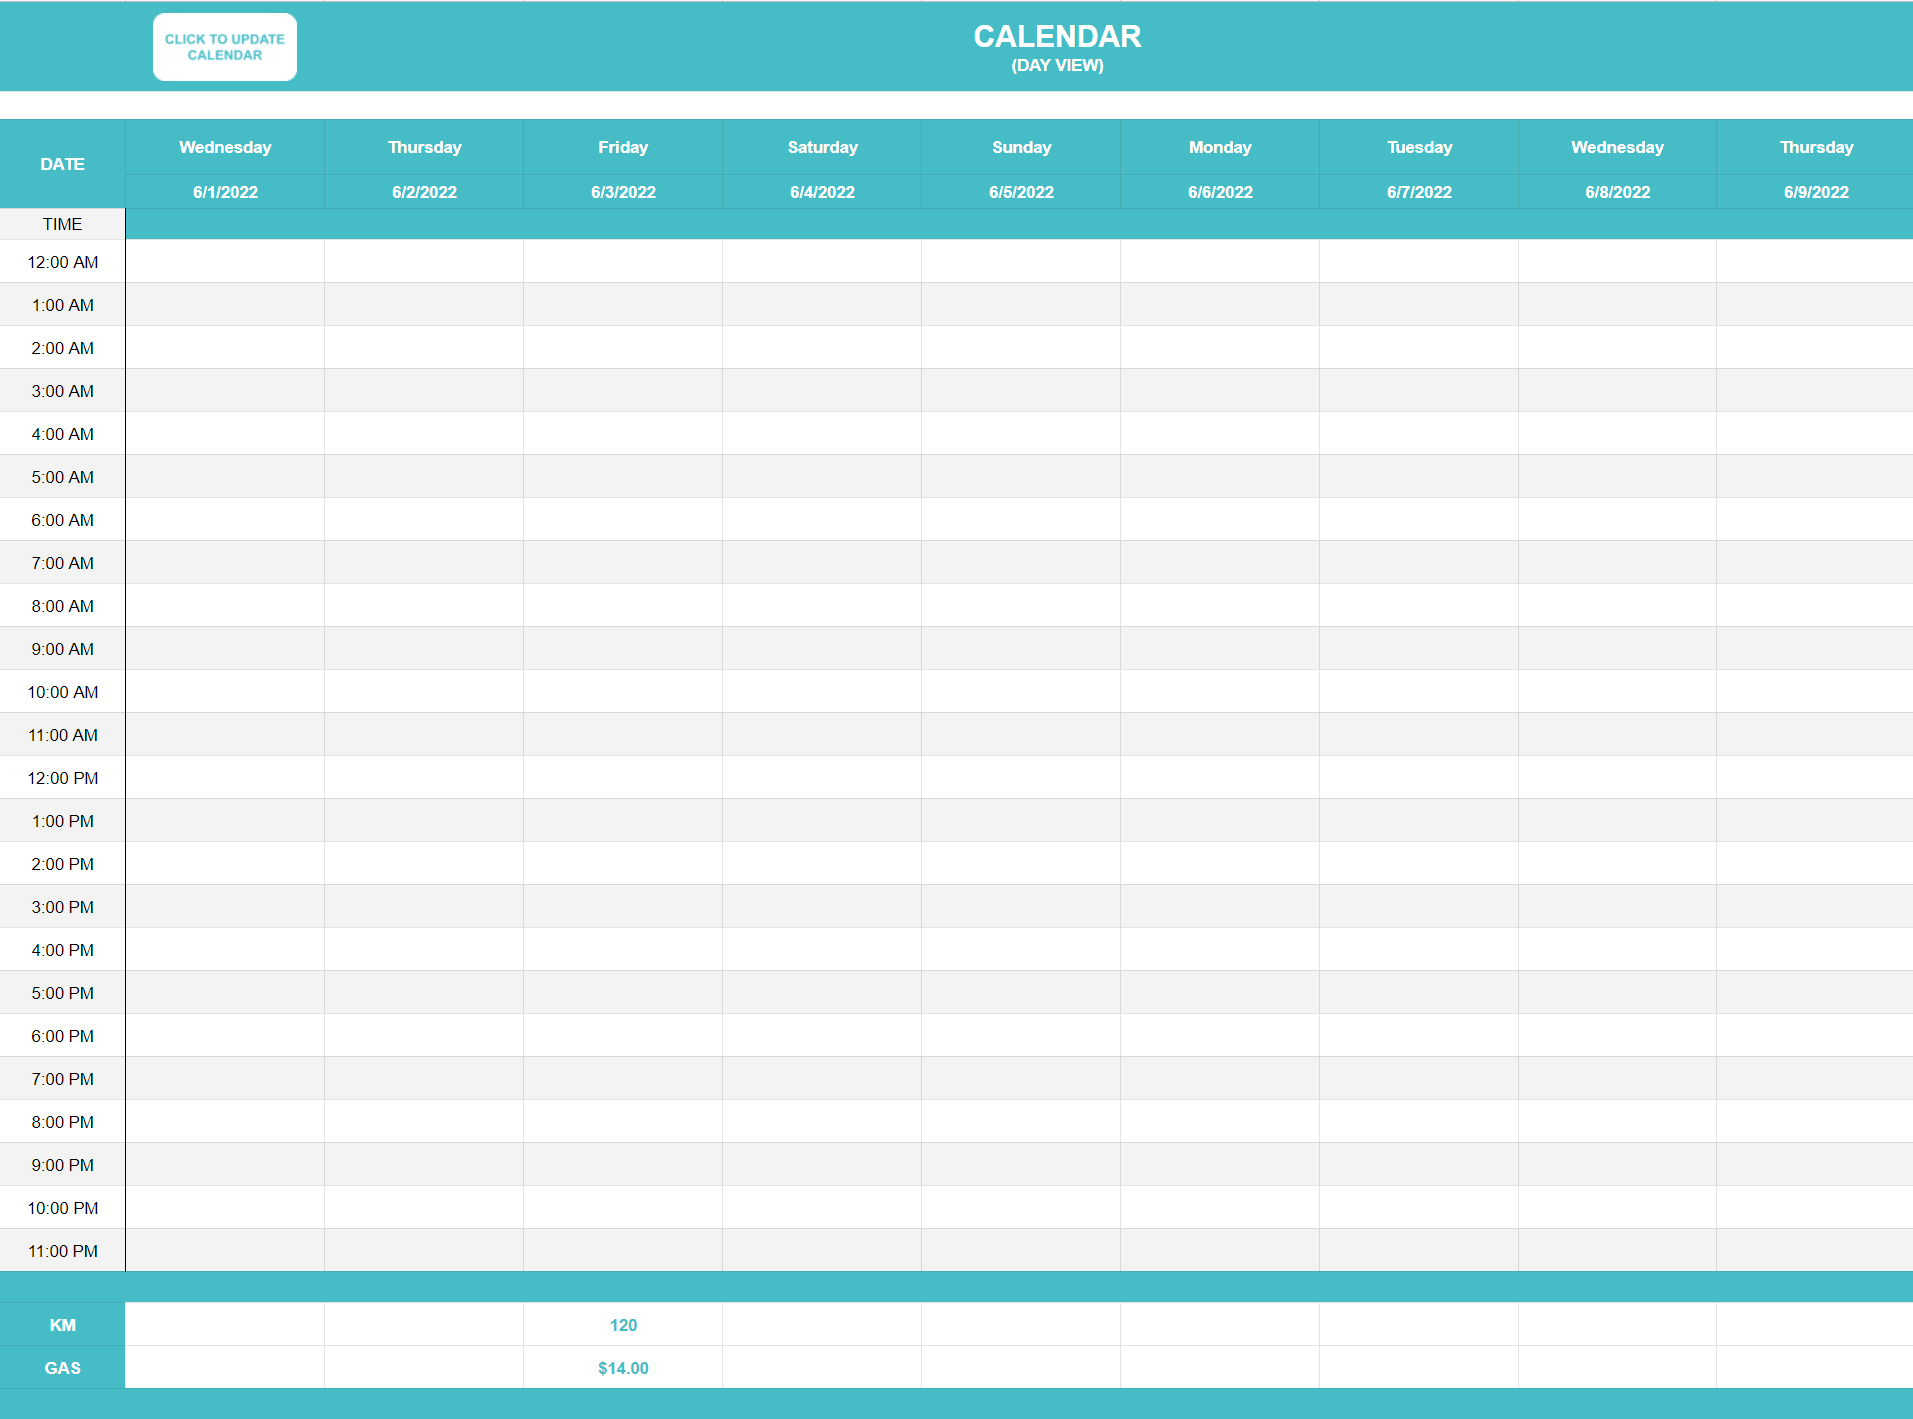 CLICK TO UPDATE
CALENDAR
CALENDAR
(DAY VIEW)
DATE
Wednesday Thursday Friday Saturday Sunday Monday Tuesday Wednesday Thursday
6/1/2022 6/2/2022 6/3/2022 6/4/2022 6/5/2022 6/6/2022 6/7/2022 6/8/2022 6/9/2022
TIME
12:00 AM
1:00 AM
2:00 AM
3:00 AM
4:00 AM
5:00 AM
6:00 AM
7:00 AM
8:00 AM
9:00 AM
10:00 AM
11:00 AM
12:00 PM
1:00 PM
2:00 PM
3:00 PM
4:00 PM
5:00 PM
6:00 PM
7:00 PM
8:00 PM
9:00 PM
10:00 PM
11:00 PM
KM 120
GAS $14.00